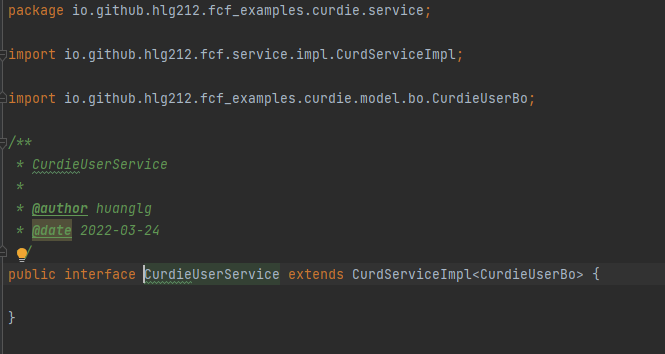 package io.github.hlg212.fcf_examples.curdie.service;
import io.github.hlg212.fcf.service.impl.CurdServiceImpl;
import io.github.hlg212.fcf_examples.curdie.model.bo.CurdieUserBo;
/**
* CurdieUserService
*
* @author huanglg
* @date 2022-03-24
/
public interface CurdieUserService extends CurdServiceImpl<CurdieUserBo> {
}